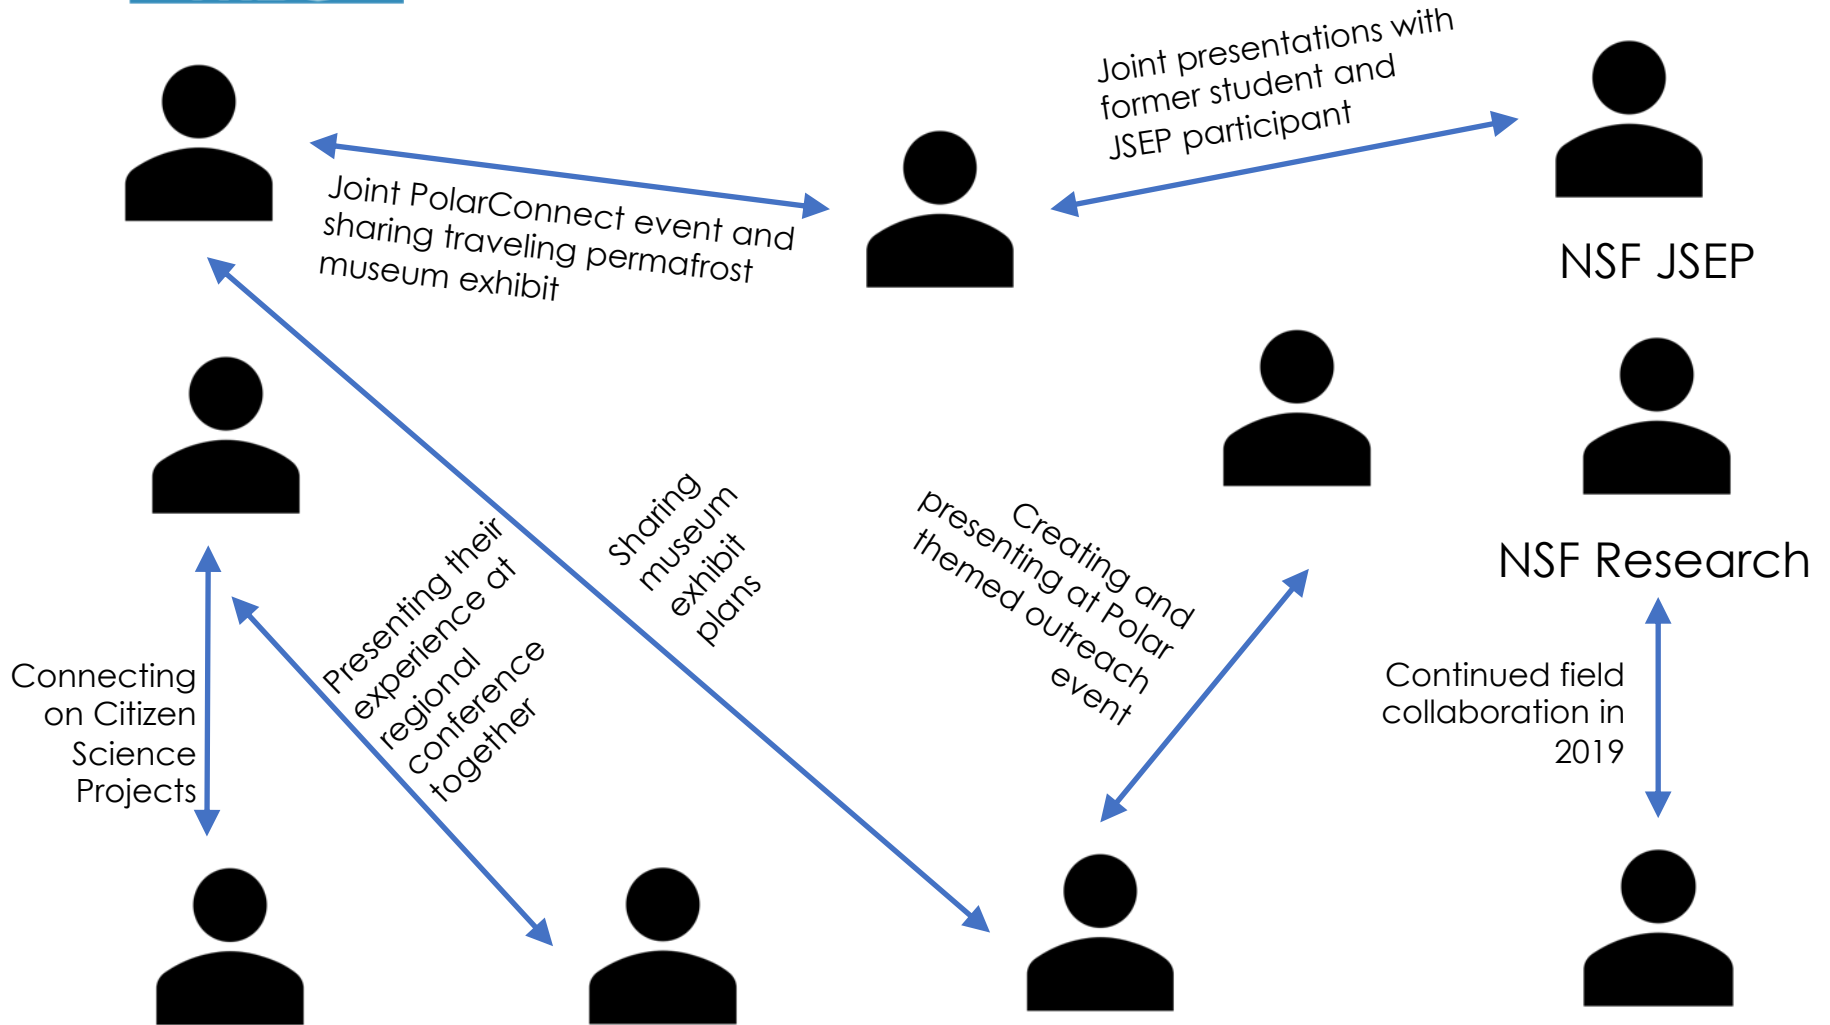 Joint presentations with
former student and
JSEP participant
Joint PolarConnect event and
sharing traveling permafrost
museum exhibit
NSF JSEP
Presenting their
experience at
regional
conference
together
Sharing
museum
exhibit
plans
Creating and
presenting at Polar
themed outreach
event
NSF Research
Connecting
on Citizen
Science
Projects
Continued field
collaboration in
2019